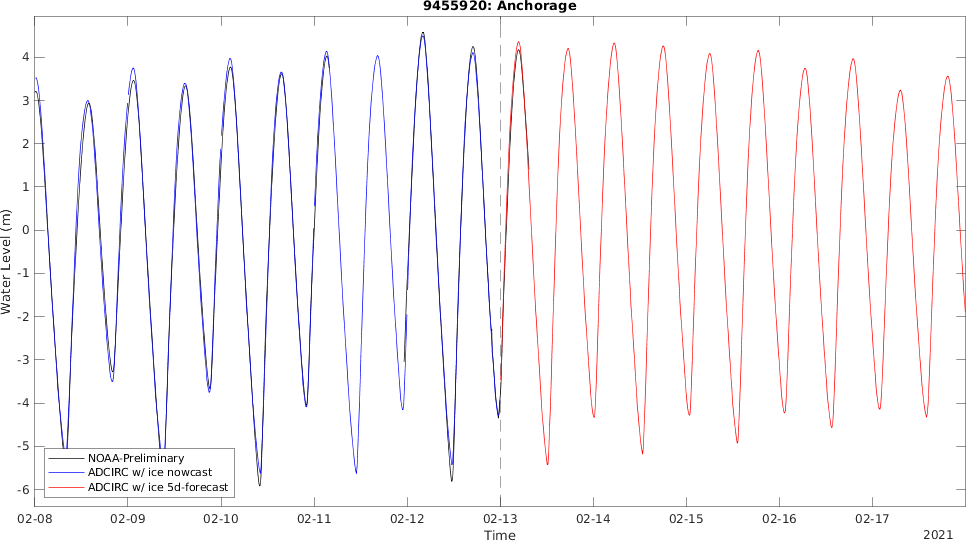 9455920: Anchorage
Water Level (m)
4
3
2
1
0
-1
-2
-3
-4
-5
-6
NOAA-Preliminary
ADCIRC w/ ice nowcast
ADCIRC w/ ice 5d-forecast
02-08 02-09 02-10 02-11 02-12 02-13 02-14 02-15 02-16 02-17
Time
2021